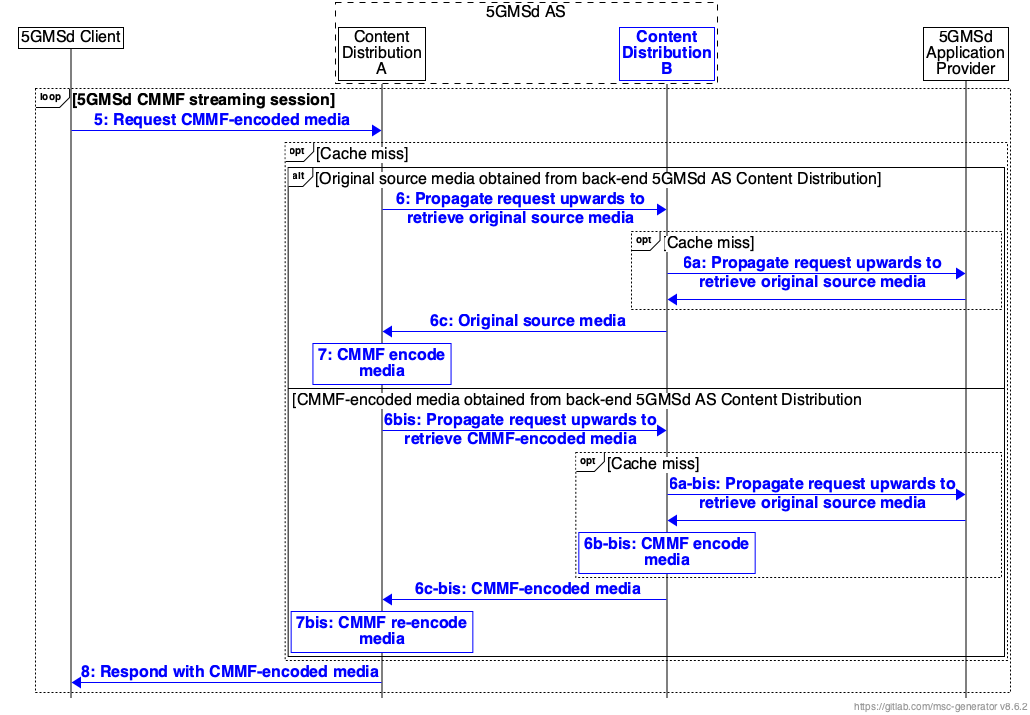 5GMSd AS
5GMSd Client
Content
Distribution
A
Content
Distribution
B
5GMSd
Application
Provider
loop
[5GMSd CMMF streaming session]
5: Request CMMF-encoded media
opt
[Cache miss]
alt
[Original source media obtained from back-end 5GMSd AS Content Distribution]
6: Propagate request upwards to
retrieve original source media
opt
[Cache miss]
6a: Propagate request upwards to
retrieve original source media
6c: Original source media
7: CMMF encode
media
[CMMF-encoded media obtained from back-end 5GMSd AS Content Distribution
6bis: Propagate request upwards to
retrieve CMMF-encoded media
opt
[Cache miss]
6a-bis: Propagate request upwards to
retrieve original source media
6b-bis: CMMF encode
media
6c-bis: CMMF-encoded media
7bis: CMMF re-encode
media
8: Respond with CMMF-encoded media
https://gitlab.com/msc-generator v8.6.2